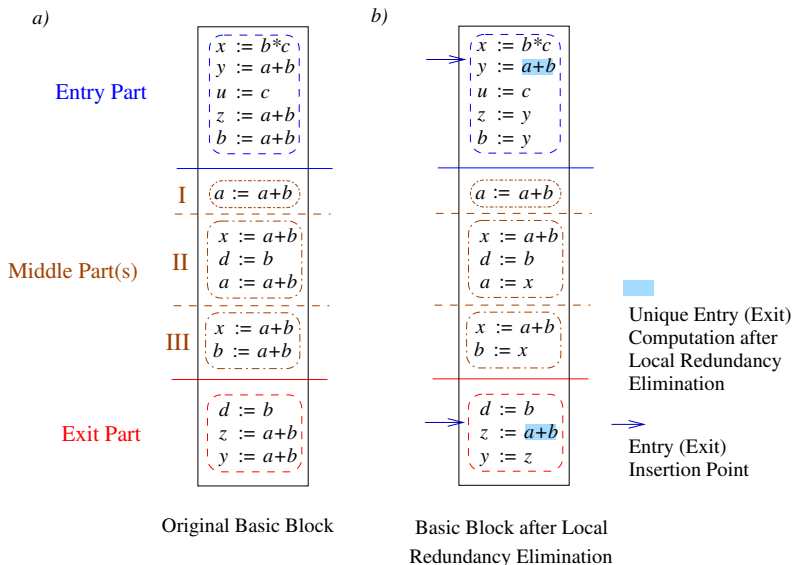 a)
Entry Part
x := b*c
y := a+b
u := c
z := a+b
b := a+b
I
a := a+b
Middle Part(s)
II
x := a+b
d := b
a := a+b
III
x := a+b
b := a+b
Exit Part
d := b
z := a+b
y := a+b
Original Basic Block
b)
x := b*c
y := a+b
u := c
z := y
b := y
a := a+b
x := a+b
d := b
a := x
x := a+b
b := x
d := b
z := a+b
y := z
Basic Block after Local
Redundancy Elimination
Unique Entry (Exit)
Computation after
Local Redundancy
Elimination
Entry (Exit)
Insertion Point